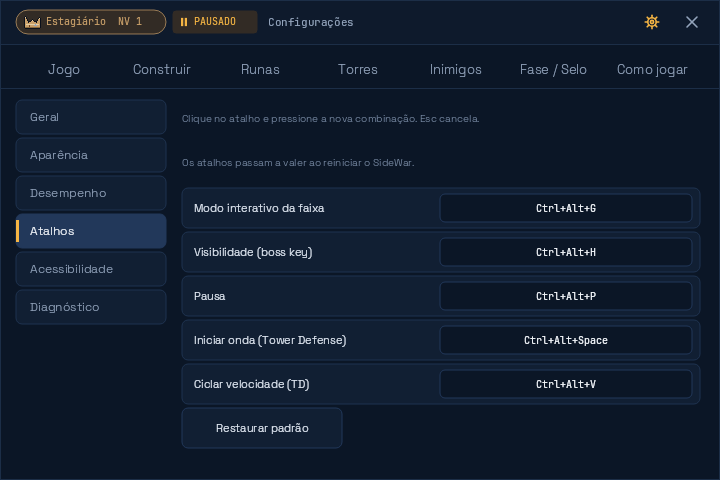 Estagiário NV 1
PAUSADO
Configurações
Jogo Construir Runas Torres Inimigos Fase / Selo Como jogar
Geral
Aparência
Desempenho
Atalhos
Acessibilidade
Diagnóstico
Clique no atalho e pressione a nova combinação. Esc cancela.
Os atalhos passam a valer ao reiniciar o SideWar.
Modo interativo da faixa Ctrl+Alt+G
Visibilidade (boss key) Ctrl+Alt+H
Pausa Ctrl+Alt+P
Iniciar onda (Tower Defense) Ctrl+Alt+Space
Ciclar velocidade (TD) Ctrl+Alt+V
Restaurar padrão